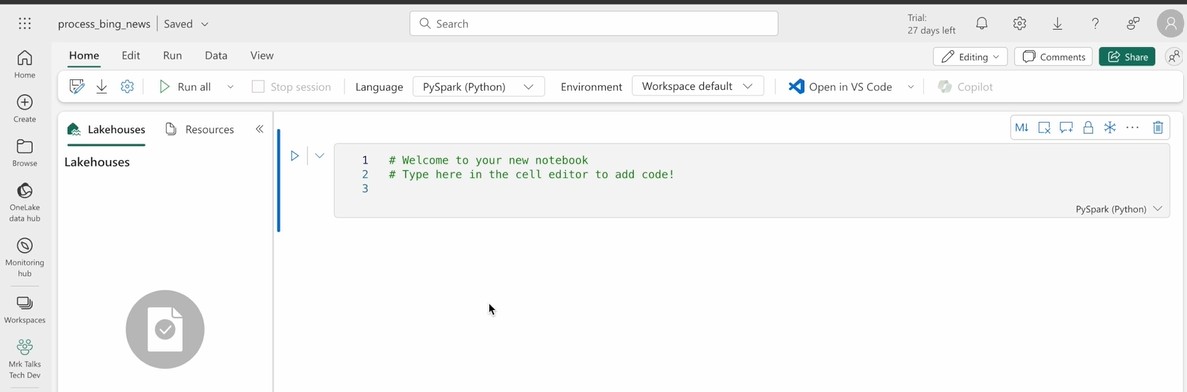 process_bing_news
Saved
Search
Trial:
27 days left
Home
Edit
Run
Data
View
Editing
Comments
Share
Run all
Stop session
Language
PySpark (Python)
Environment
Workspace default
Open in VS Code
Copilot
Home
Create
Browse
OneLake
data hub
Monitoring
hub
Workspaces
Mrk Talks
Tech Dev
Lakehouses
Resources
Lakehouses
M↓
1 # Welcome to your new notebook
2 # Type here in the cell editor to add code!
3
PySpark (Python)